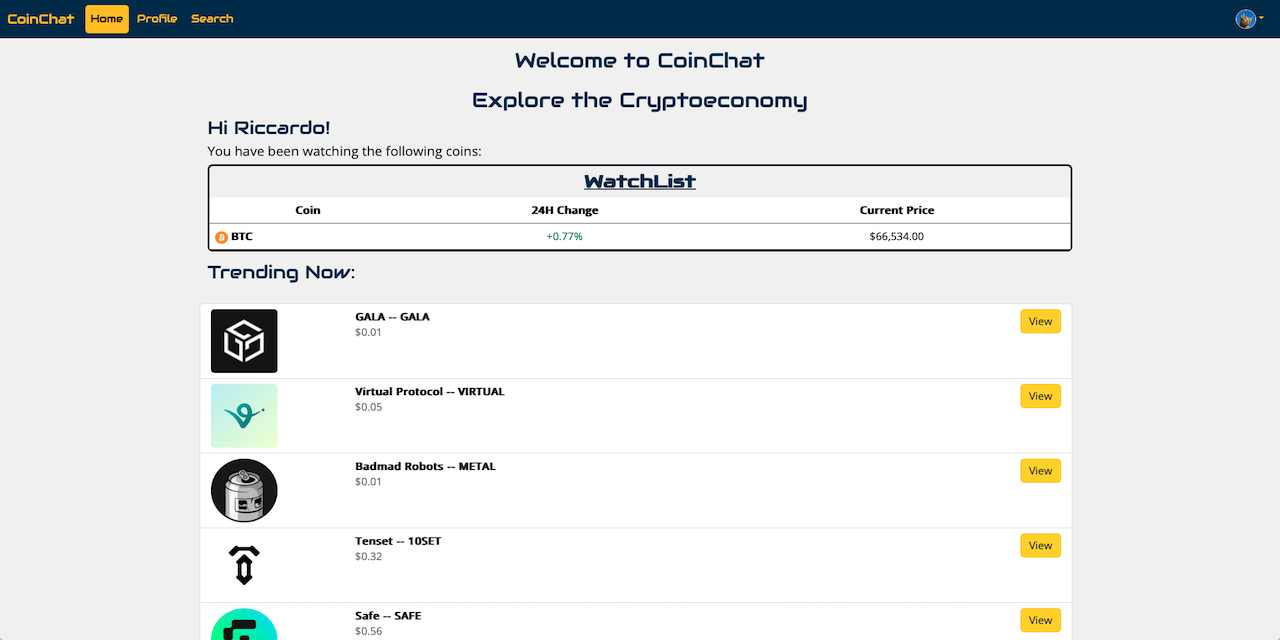 CoinChat Home Profile Search
Welcome to CoinChat
Explore the Cryptoeconomy
Hi Riccardo!
You have been watching the following coins:
WatchList
Coin 24H Change Current Price
BTC +0.77% $66,534.00
Trending Now:
GALA -- GALA View
$0.01
Virtual Protocol -- VIRTUAL View
$0.05
Badmad Robots -- METAL View
$0.01
Tenset -- 10SET View
$0.32
Safe -- SAFE View
$0.56